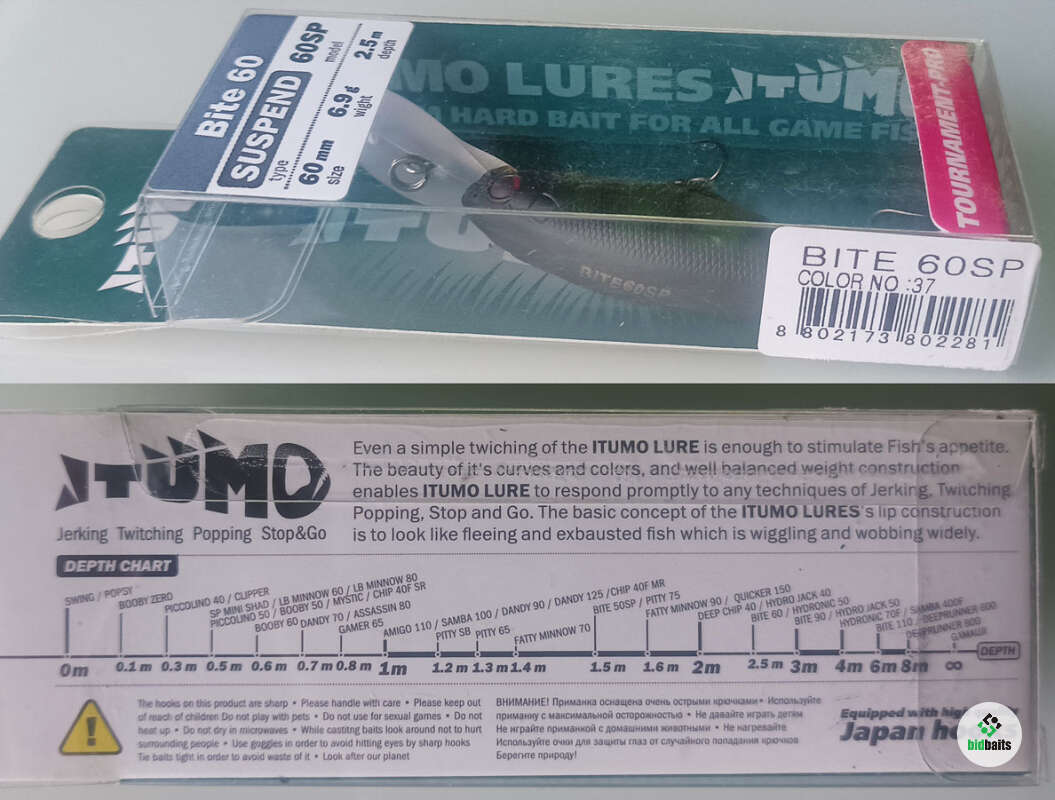 Bite 60
SUSPEND 60SP
type model
60 mm 6.9 g 2.5 m
size wight depth
UMO LURES ITUMO
HARD BAIT FOR ALL GAME FIS
TOURNAMENT-PRO
BITE60SP
BITE 60SP
COLOR NO :37
8 802173 802281
ITUMO
Jerking Twitching Popping Stop&Go
Even a simple twiching of the ITUMO LURE is enough to stimulate Fish's appetite.
The beauty of it's curves and colors, and well balanced weight construction
enables ITUMO LURE to respond promptly to any techniques of Jerking, Twitching
Popping, Stop and Go. The basic concept of the ITUMO LURES's lip construction
is to look like fleeing and exbausted fish which is wiggling and wobbing widely.
DEPTH CHART
SWING / POPSY
BOOBY ZERO
PICCOLINO 40 / CLIPPER
SP MINI SHAD / LB MINNOW 60 / LB MINNOW 80
PICCOLINO 50 / BOOBY 50 / MYSTIC / CHIP 40F SR
BOOBY 60
DANDY 70 / ASSASSIN 80
GAMER 65
AMIGO 110 / SAMBA 100 / DANDY 90 / DANDY 125 / CHIP 40F MR
PITTY SB
PITTY 65
FATTY MINNOW 70
BITE 50SP / PITTY 75
FATTY MINNOW 90 / QUICKER 150
DEEP CHIP 40 / HYDRO JACK 40
BITE 60 / HYDRONIC 50
BITE 90 / HYDRO JACK 50
HYDRONIC 70F / SAMBA 400F
BITE 110 / DEEPRUNNER 600
DEEPRUNNER 800
GAMAUR
DEPTH
0m 0.1 m 0.3 m 0.5 m 0.6 m 0.7 m 0.8 m 1m 1.2 m 1.3 m 1.4 m 1.5 m 1.6 m 2m 2.5 m 3m 4m 6m 8m ∞
The hooks on this product are sharp • Please handle with care • Please keep out
of reach of children Do not play with pets • Do not use for sexual games • Do not
heat up • Do not dry in microwaves • While castitng baits look around not to hurt
surrounding people • Use goggles in order to avoid hitting eyes by sharp hooks
Tie baits tight in order to avoid waste of it • Look after our planet
ВНИМАНИЕ! Приманка оснащена очень острыми крючками• Используйте
приманку с максимальной осторожностью • Не давайте играть детям
Не играйте приманкой с домашними животными • Не нагревайте
Используйте очки для защиты глаз от случайного попадания крючков
Берегите природу!
Equipped with hig
Japan ho
bidbaits